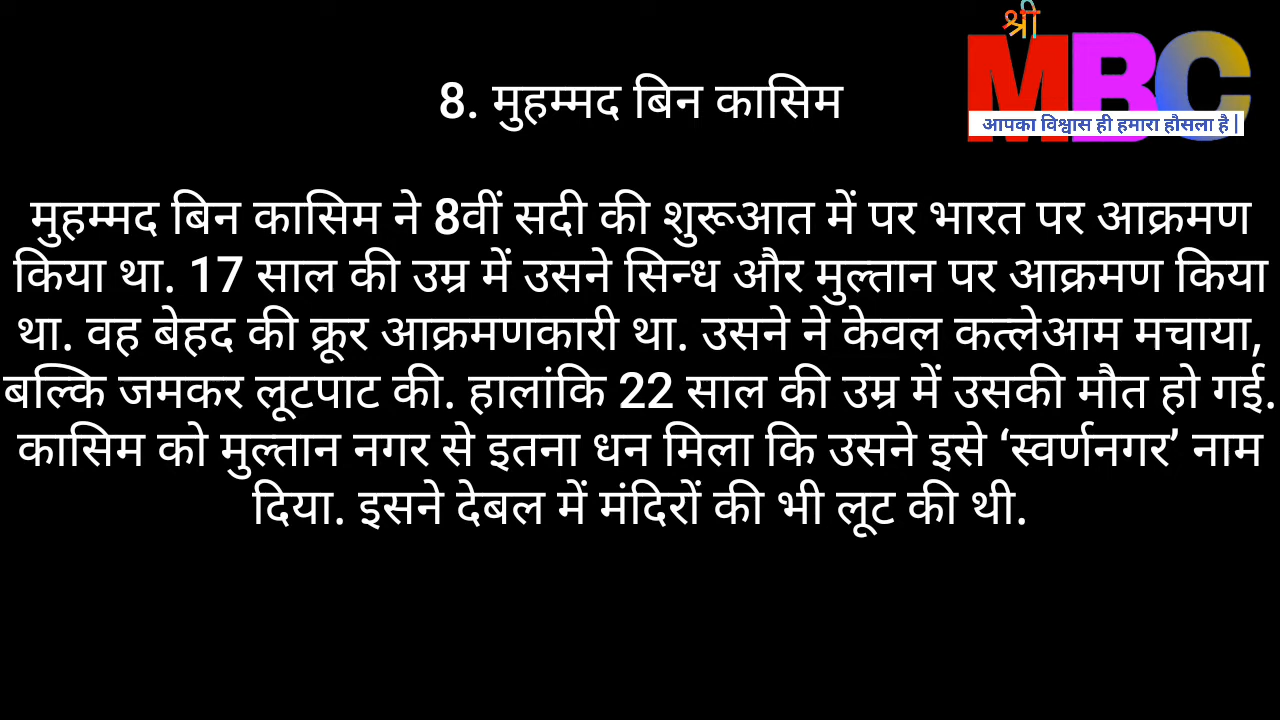 श्री
MBC
आपका विश्वास ही हमारा हौसला है |
8. मुहम्मद बिन कासिम
मुहम्मद बिन कासिम ने 8वीं सदी की शुरूआत में पर भारत पर आक्रमण
किया था. 17 साल की उम्र में उसने सिन्ध और मुल्तान पर आक्रमण किया
था. वह बेहद की क्रूर आक्रमणकारी था. उसने ने केवल कत्लेआम मचाया,
बल्कि जमकर लूटपाट की. हालांकि 22 साल की उम्र में उसकी मौत हो गई.
कासिम को मुल्तान नगर से इतना धन मिला कि उसने इसे ‘स्वर्णनगर’ नाम
दिया. इसने देबल में मंदिरों की भी लूट की थी.